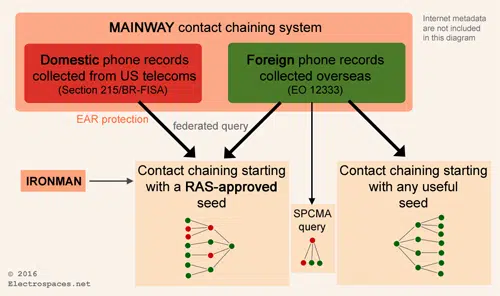 MAINWAY contact chaining system
Internet metadata
are not included
in this diagram
Domestic phone records
collected from US telecoms
(Section 215/BR-FISA)
Foreign phone records
collected overseas
(EO 12333)
EAR protection
federated query
IRONMAN
Contact chaining starting
with a RAS-approved
seed
SPCMA
query
Contact chaining starting
with any useful
seed
© 2016
Electrospaces.net